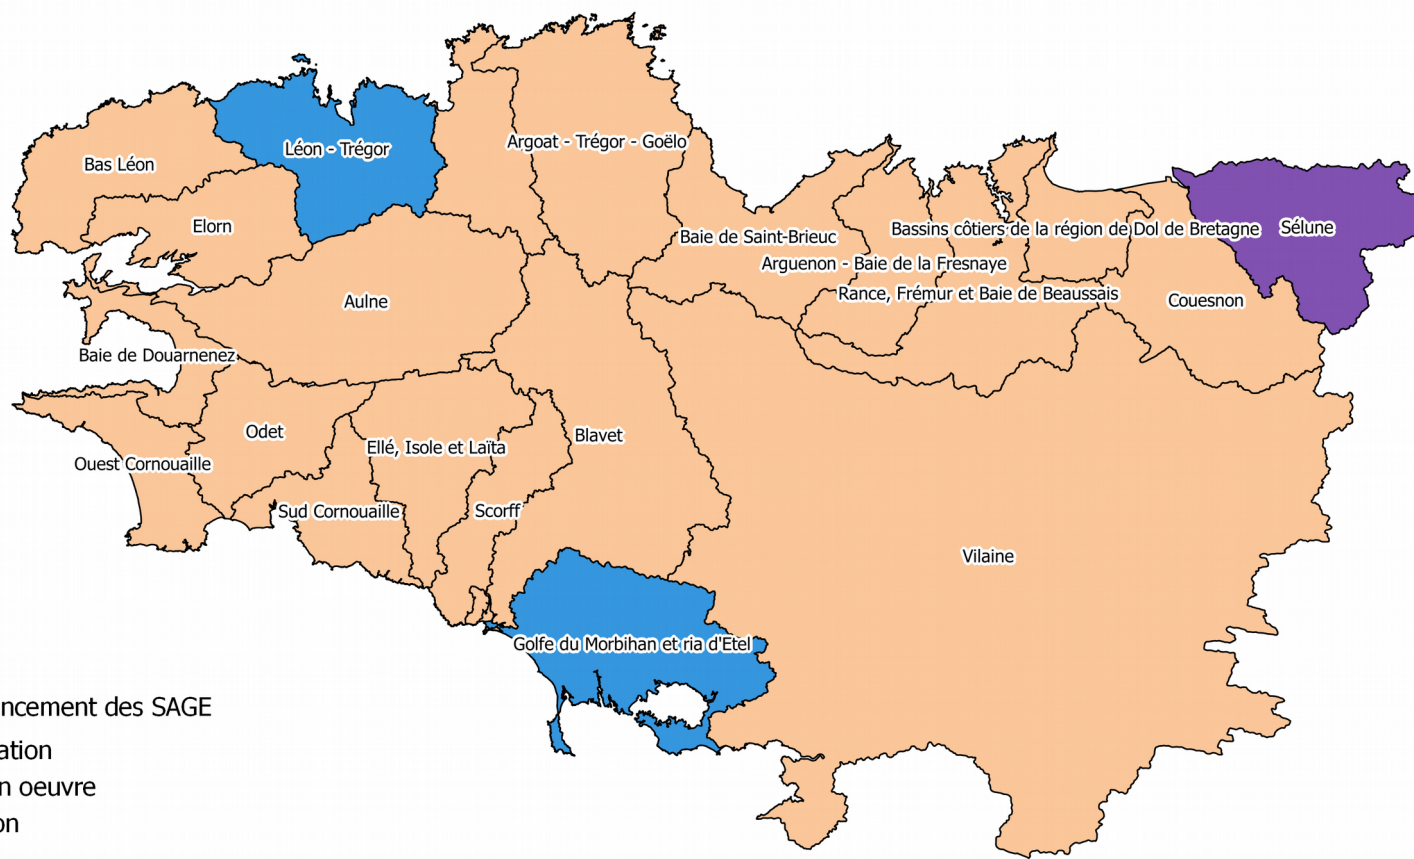 Argoat - Trégor - Goëlo
Léon - Trégor
Bas Léon
Elorn
Bassins côtiers de la région de Dol de Bretagne
Sélune
Baie de Saint-Brieuc
Arguenon - Baie de la Fresnaye
Rance, Frémur et Baie de Beaussais
Couesnon
Aulne
Baie de Douarnenez
Odet
Blavet
Ellé, Isole et Laïta
Ouest Cornouaille
Sud Cornouaille
Scorff
Vilaine
Golfe du Morbihan et ria d'Etel
ncement des SAGE
ation
n oeuvre
on